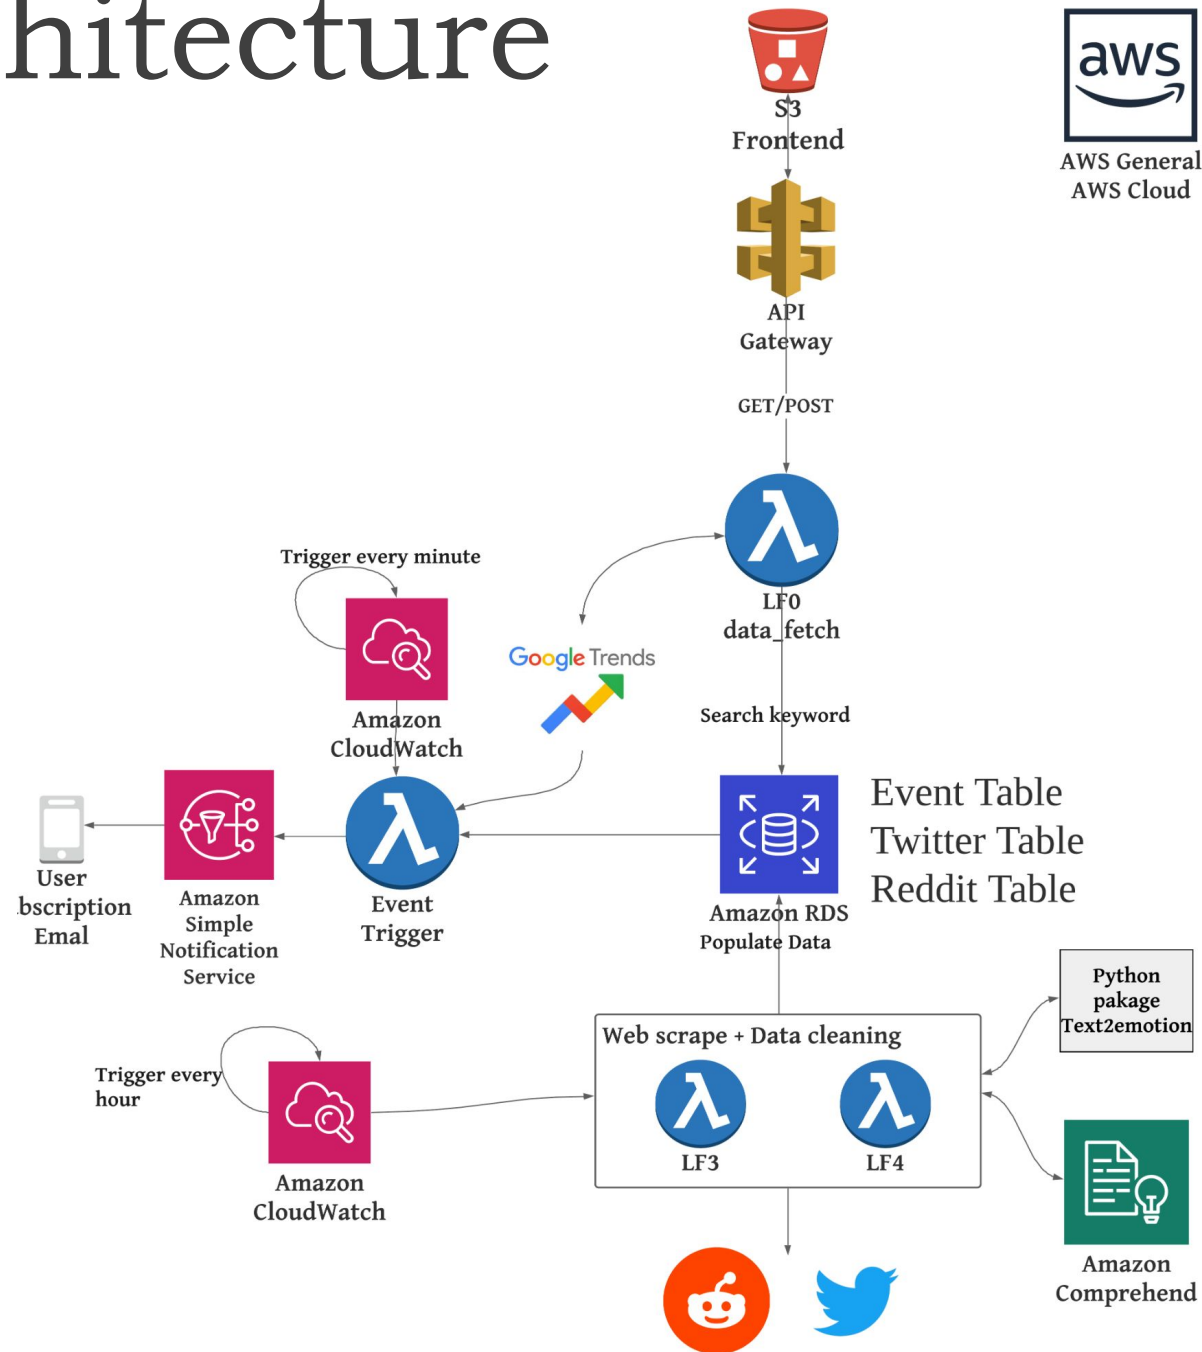 hitecture
aws
AWS General
AWS Cloud
S3
Frontend
API
Gateway
GET/POST
LF0
data_fetch
Trigger every minute
Amazon
CloudWatch
Google Trends
Search keyword
Event Table
Twitter Table
Reddit Table
User
bscription
Emal
Amazon
Simple
Notification
Service
Event
Trigger
Amazon RDS
Populate Data
Python
pakage
Text2emotion
Web scrape + Data cleaning
LF3
LF4
Trigger every
hour
Amazon
CloudWatch
Amazon
Comprehend